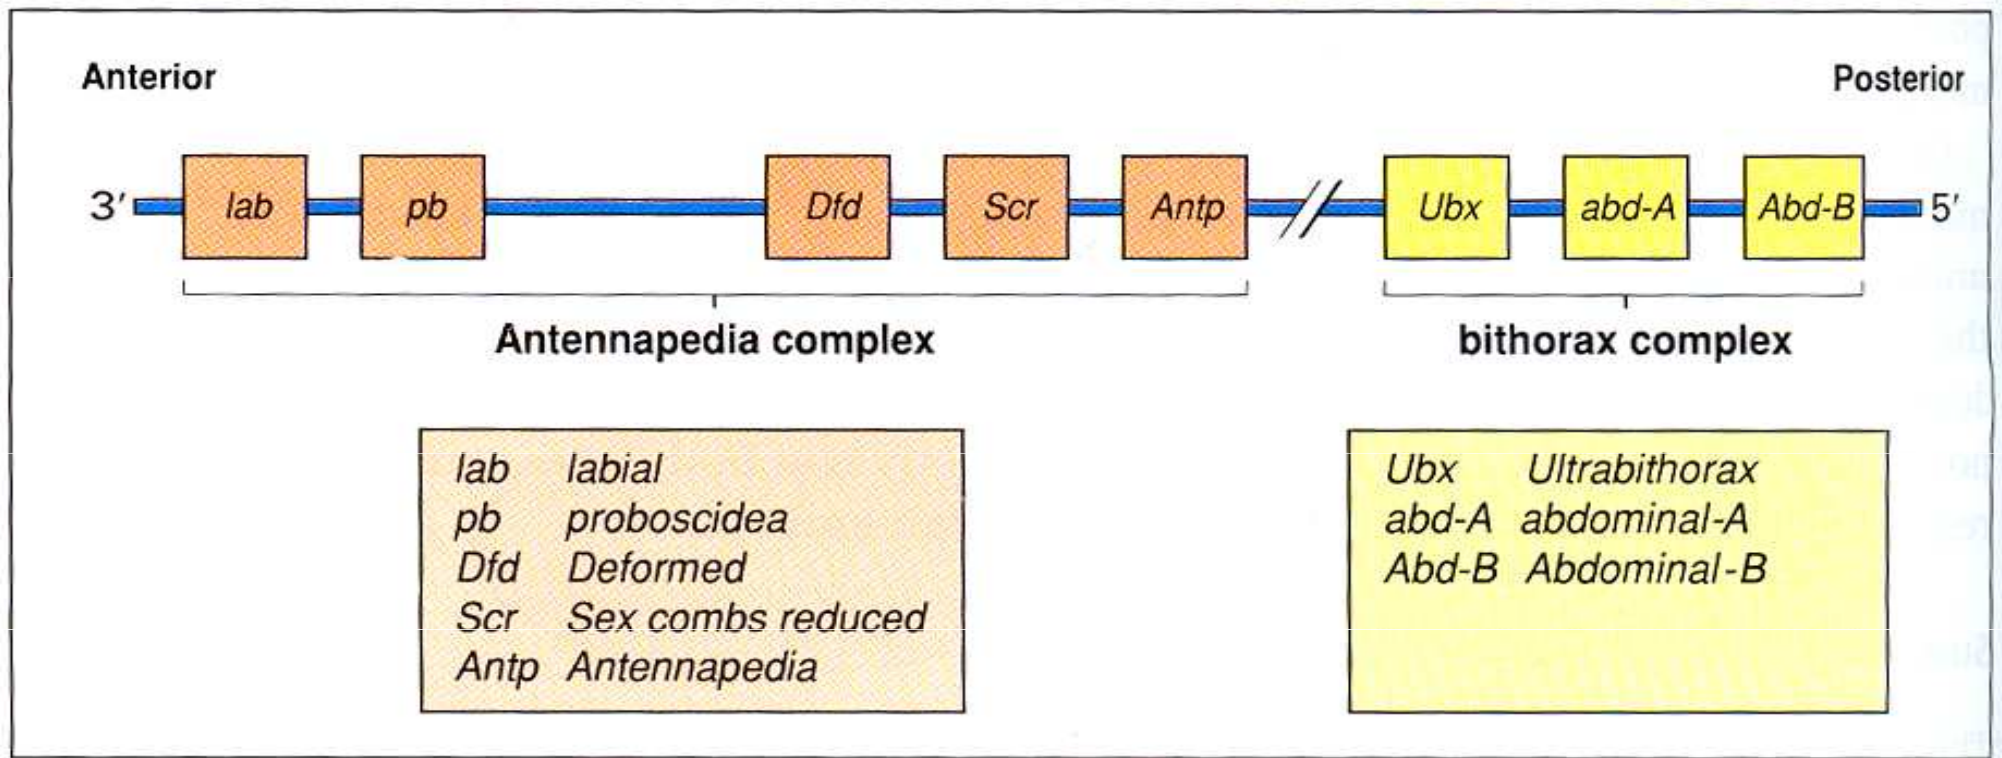 Anterior Posterior
3′ lab pb Dfd Scr Antp Ubx abd-A Abd-B 5′
Antennapedia complex bithorax complex
lab labial
pb proboscidea
Dfd Deformed
Scr Sex combs reduced
Antp Antennapedia
Ubx Ultrabithorax
abd-A abdominal-A
Abd-B Abdominal-B